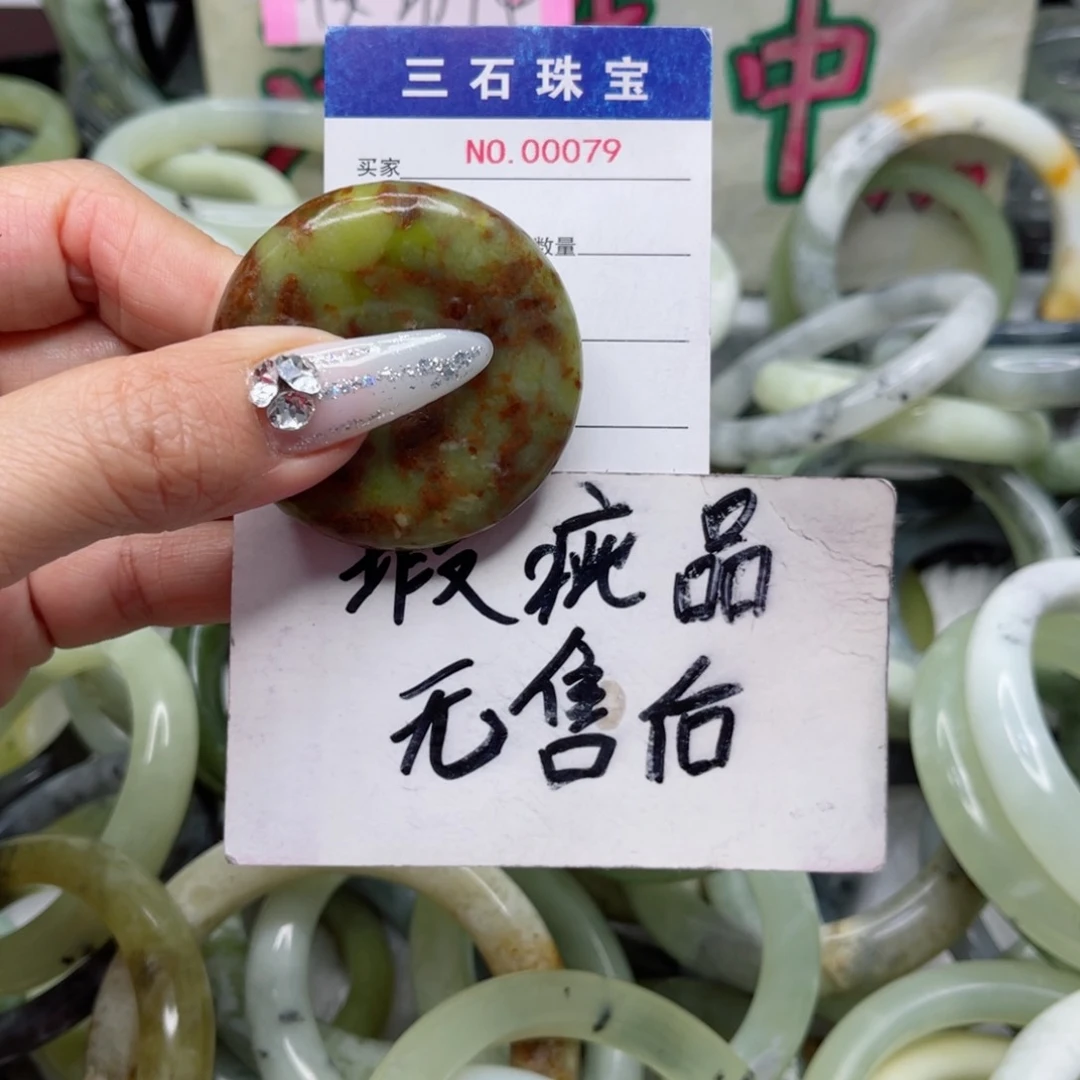 中
三石珠宝
NO.00079
买家
数量
瑕疵品
无售后